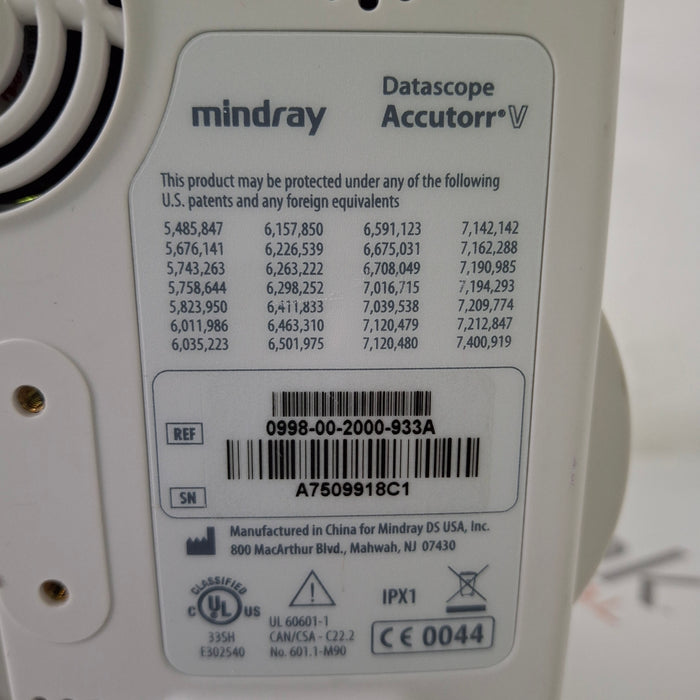 mindray
Datascope
Accutorr® V
This product may be protected under any of the following
U.S. patents and any foreign equivalents
5,485,847 6,157,850 6,591,123 7,142,142
5,676,141 6,226,539 6,675,031 7,162,288
5,743,263 6,263,222 6,708,049 7,190,985
5,758,644 6,298,252 7,016,715 7,194,293
5,823,950 6,411,833 7,039,538 7,209,774
6,011,986 6,463,310 7,120,479 7,212,847
6,035,223 6,501,975 7,120,480 7,400,919
REF 0998-00-2000-933A
SN A7509918C1
Manufactured in China for Mindray DS USA, Inc.
800 MacArthur Blvd., Mahwah, NJ 07430
CLASSIFIED
C UL US
33SH
E302540
UL 60601-1
CAN/CSA - C22.2
No. 601.1-M90
IPX1
CE 0044